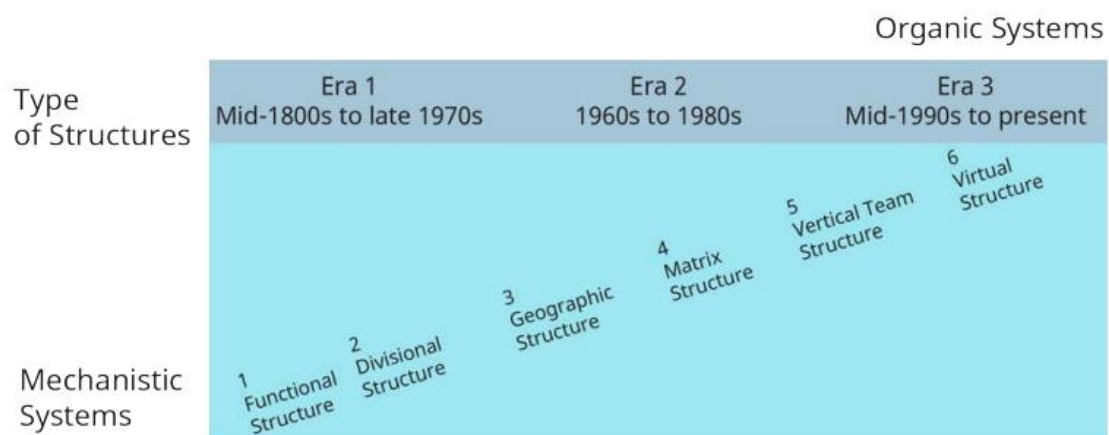 Organic Systems
Type
of Structures
Era 1
Mid-1800s to late 1970s
Era 2
1960s to 1980s
Era 3
Mid-1990s to present
1
Functional
Structure
2
Divisional
Structure
3
Geographic
Structure
4
Matrix
Structure
5
Vertical Team
Structure
6
Virtual
Structure
Mechanistic
Systems